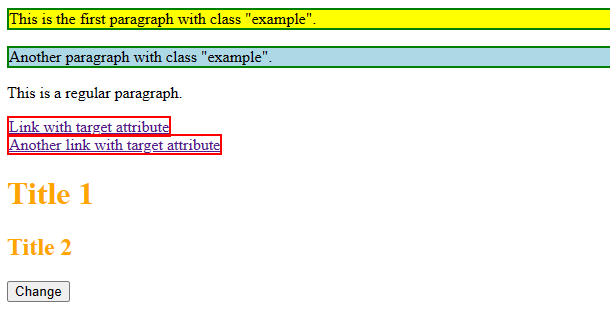 This is the first paragraph with class "example".
Another paragraph with class "example".
This is a regular paragraph.
Link with target attribute
Another link with target attribute
Title 1
Title 2
Change